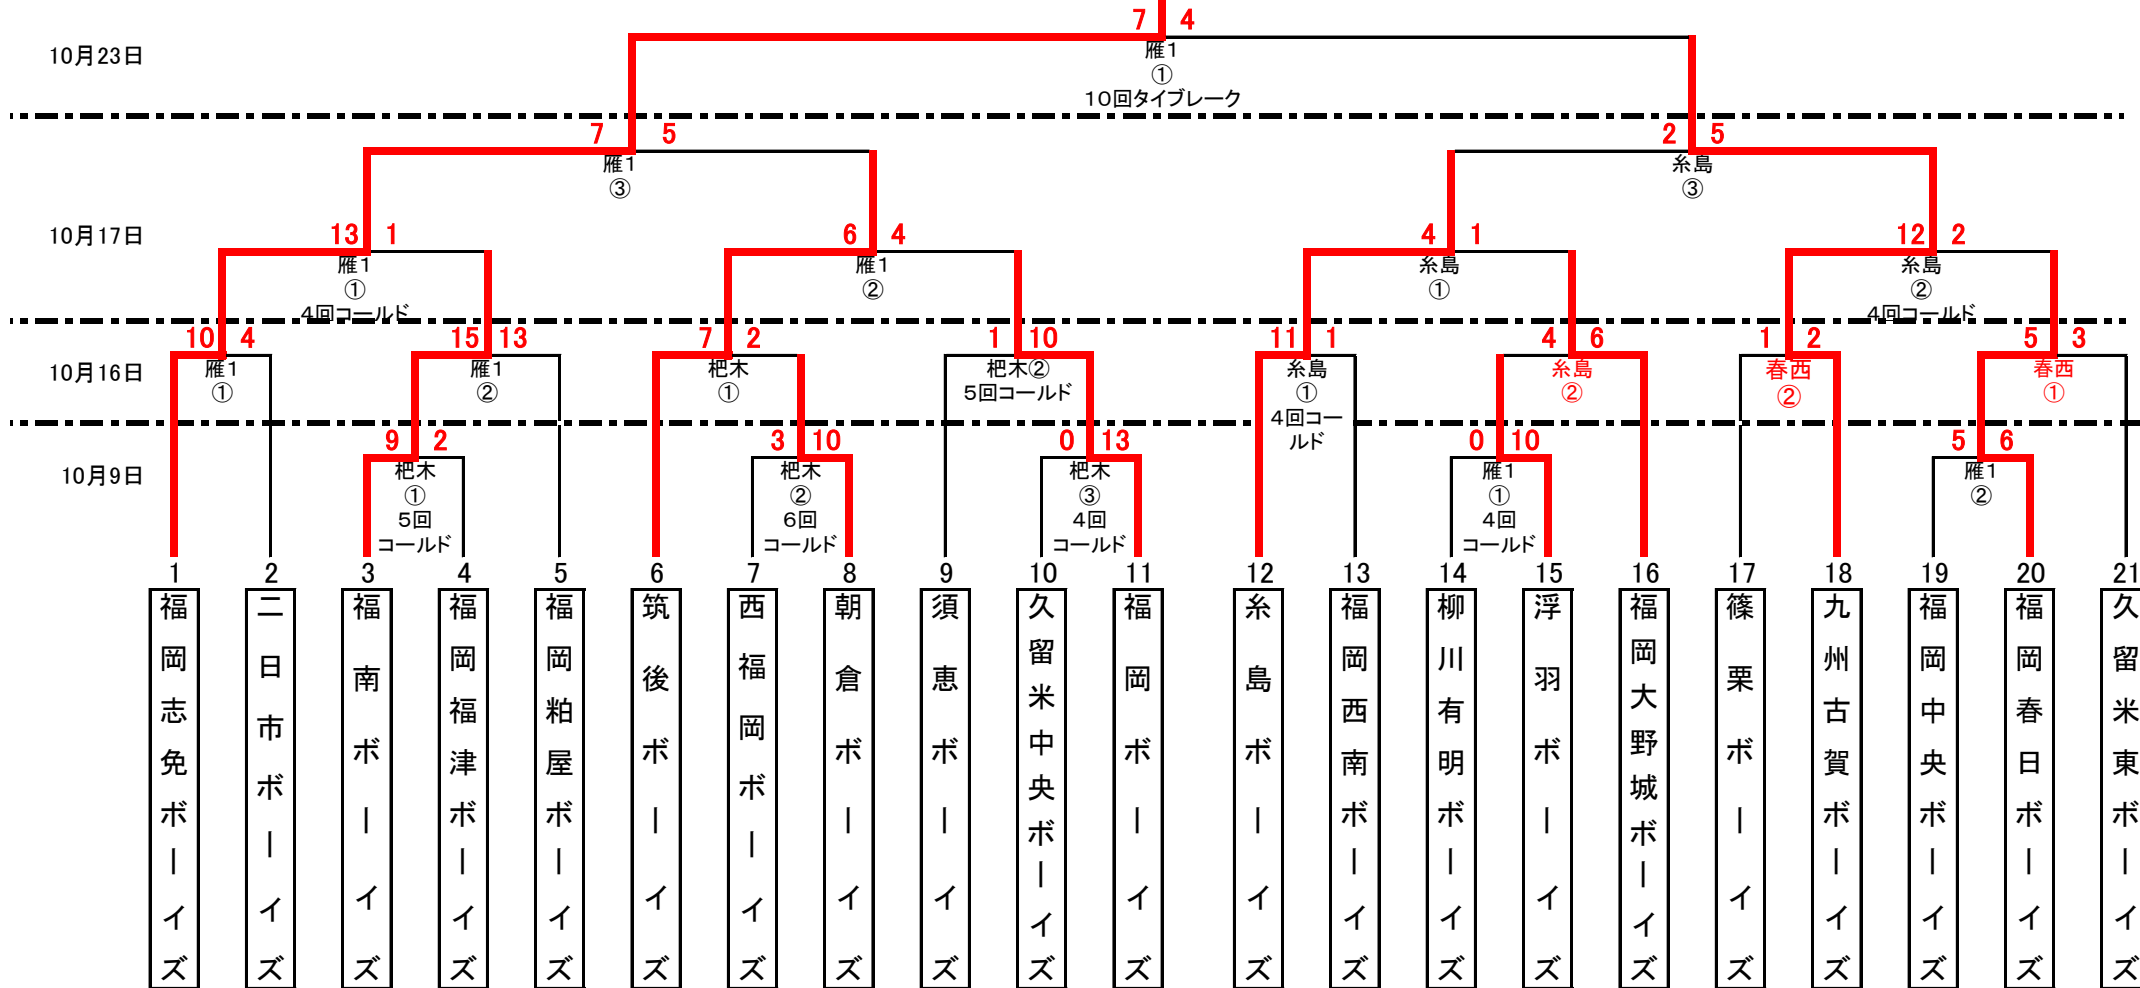 7 4
10月23日
雁1
①
10回タイブレーク
7 5
2 5
雁1
③
糸島
③
10月17日
13 1
6 4
4 1
12 2
雁1
①
4回コールド
雁1
②
糸島
①
糸島
②
4回コールド
10月16日
10 4
15 13
7 2
1 10
11 1
4 6
1 2
5 3
雁1
①
雁1
②
杷木
①
杷木②
5回コールド
糸島
①
4回コー
ルド
糸島
②
春西
②
春西
①
10月9日
9 2
3 10
0 13
0 10
5 6
杷木
①
5回
コールド
杷木
②
6回
コールド
杷木
③
4回
コールド
雁1
①
4回
コールド
雁1
②
1 2 3 4 5 6 7 8 9 10 11 12 13 14 15 16 17 18 19 20 21
福岡志免ボーイズ
二日市ボーイズ
福南ボーイズ
福岡福津ボーイズ
福岡粕屋ボーイズ
筑後ボーイズ
西福岡ボーイズ
朝倉ボーイズ
須恵ボーイズ
久留米中央ボーイズ
福岡ボーイズ
糸島ボーイズ
福岡西南ボーイズ
柳川有明ボーイズ
浮羽ボーイズ
福岡大野城ボーイズ
篠栗ボーイズ
九州古賀ボーイズ
福岡中央ボーイズ
福岡春日ボーイズ
久留米東ボーイズ